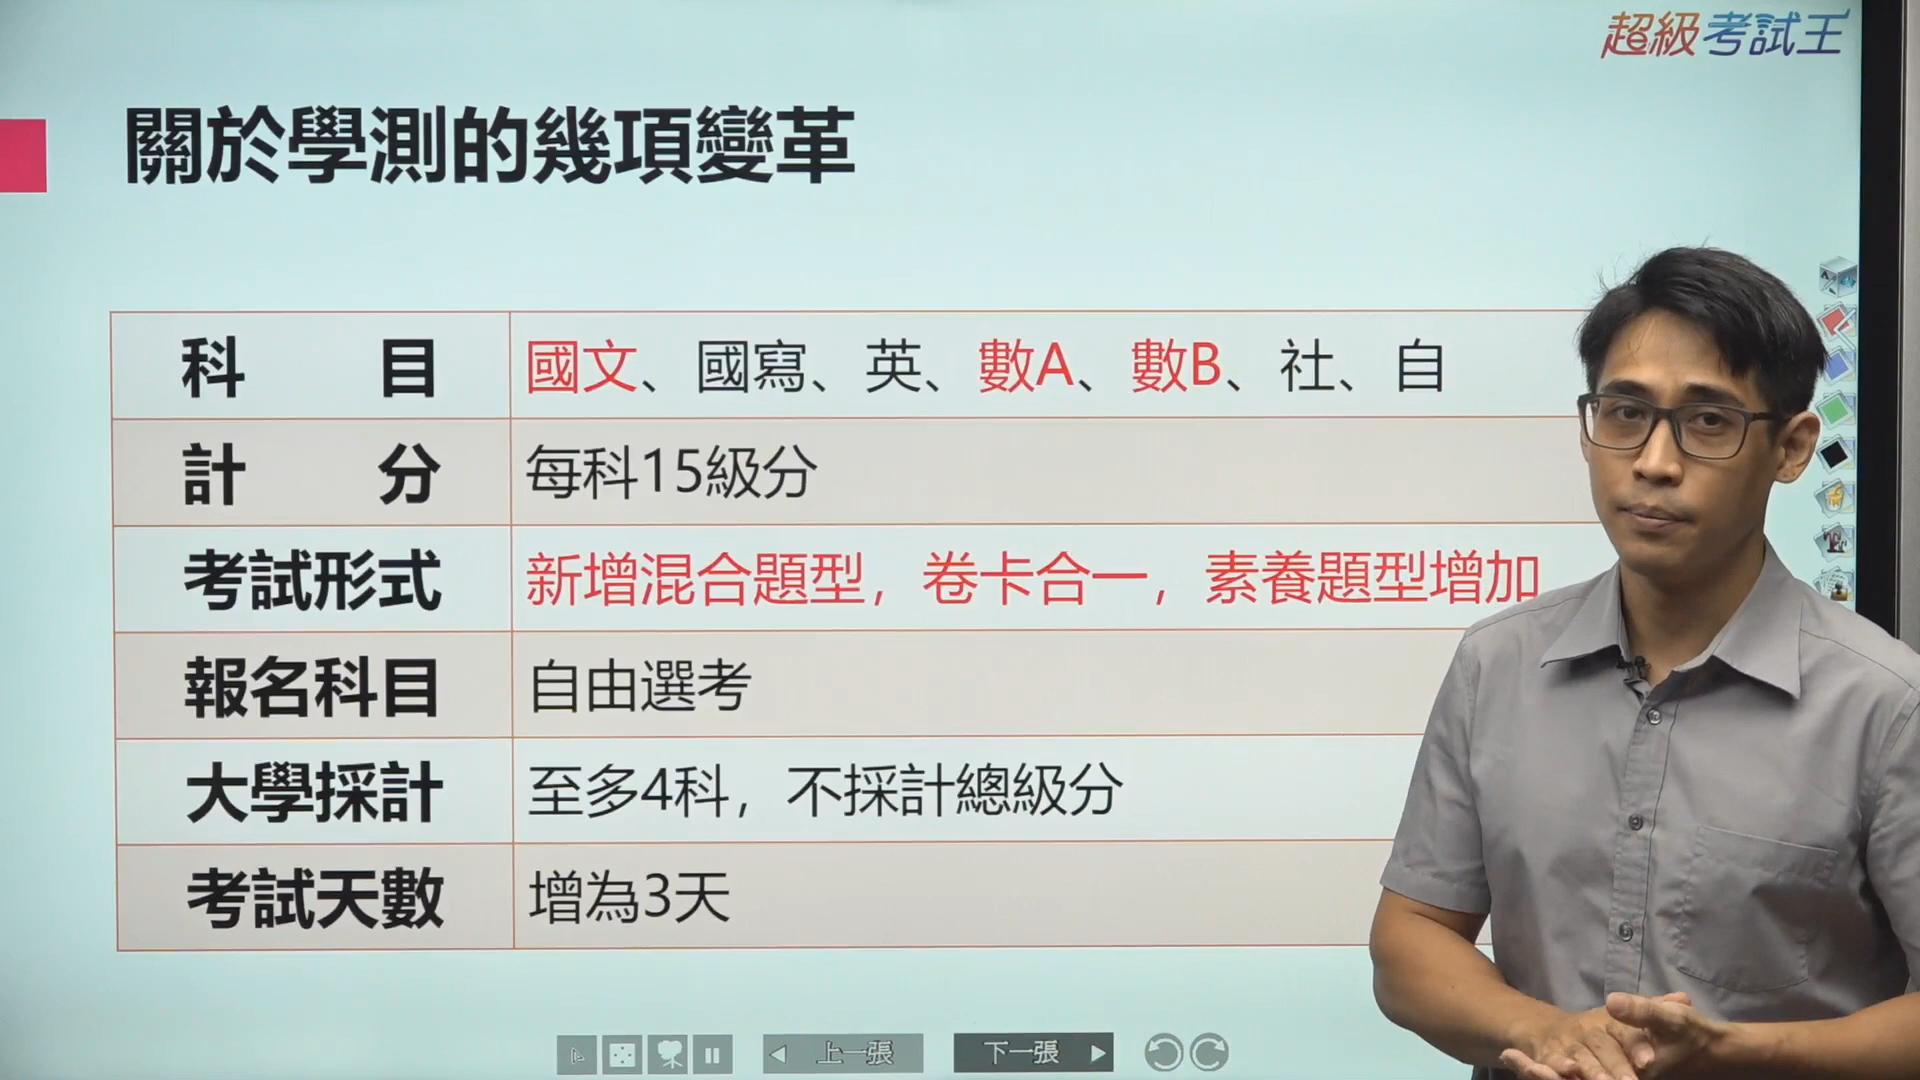 超級考試王
關於學測的幾項變革
科目 國文、國寫、英、數A、數B、社、自
計分 每科15級分
考試形式 新增混合題型，卷卡合一，素養題型增加
報名科目 自由選考
大學採計 至多4科，不採計總級分
考試天數 增為3天
上一張 下一張